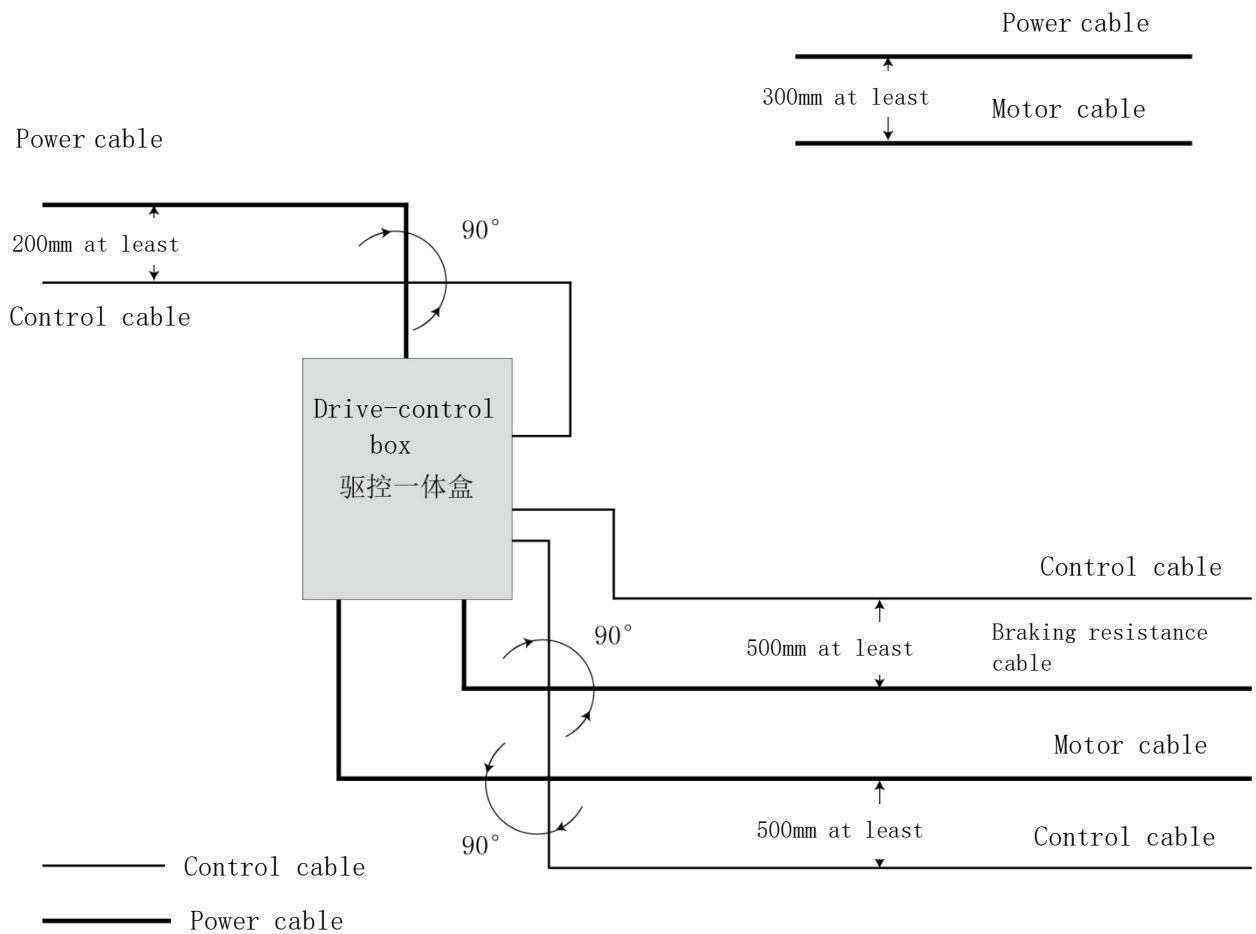 Power cable
300mm at least
Motor cable
Power cable
200mm at least
90°
Control cable
Drive-control
box
驱控一体盒
Control cable
90°
500mm at least
Braking resistance
cable
Motor cable
90°
500mm at least
Control cable
Control cable
Power cable